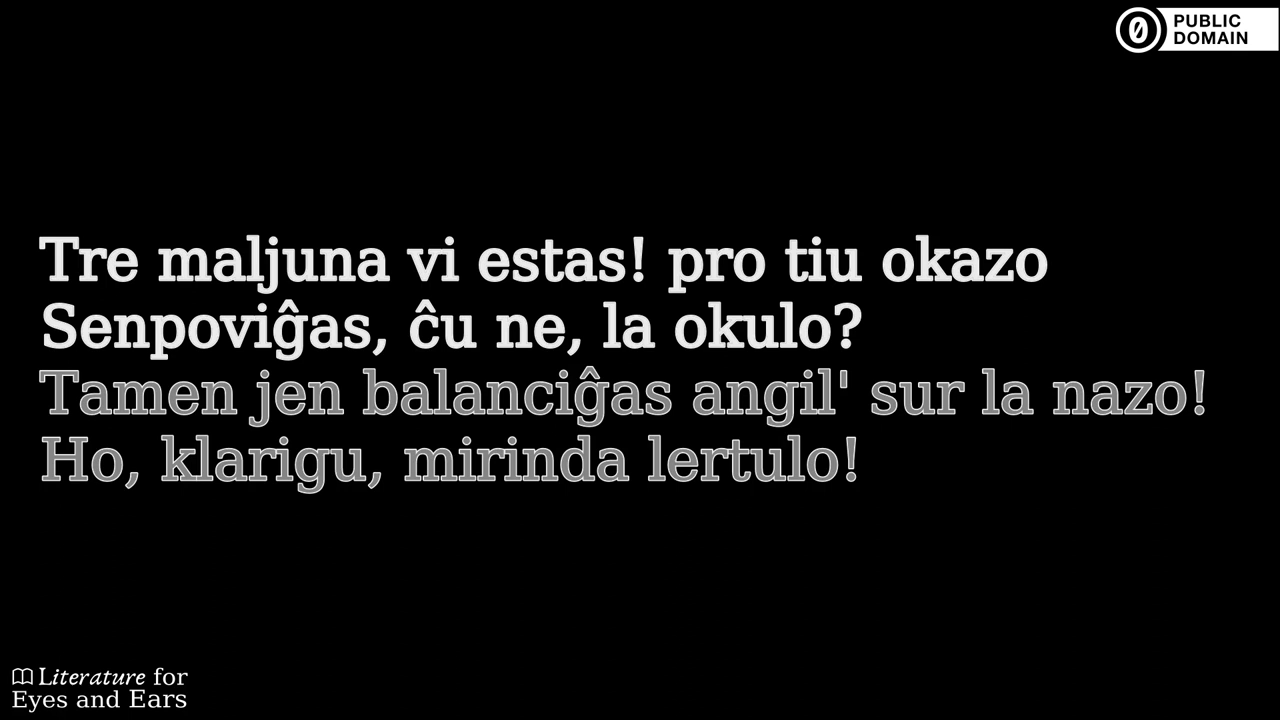 PUBLIC
DOMAIN
Tre maljuna vi estas! pro tiu okazo
Senpoviĝas, ĉu ne, la okulo?
Tamen jen balanciĝas angil' sur la nazo!
Ho, klarigu, mirinda lertulo!
Literature for
Eyes and Ears